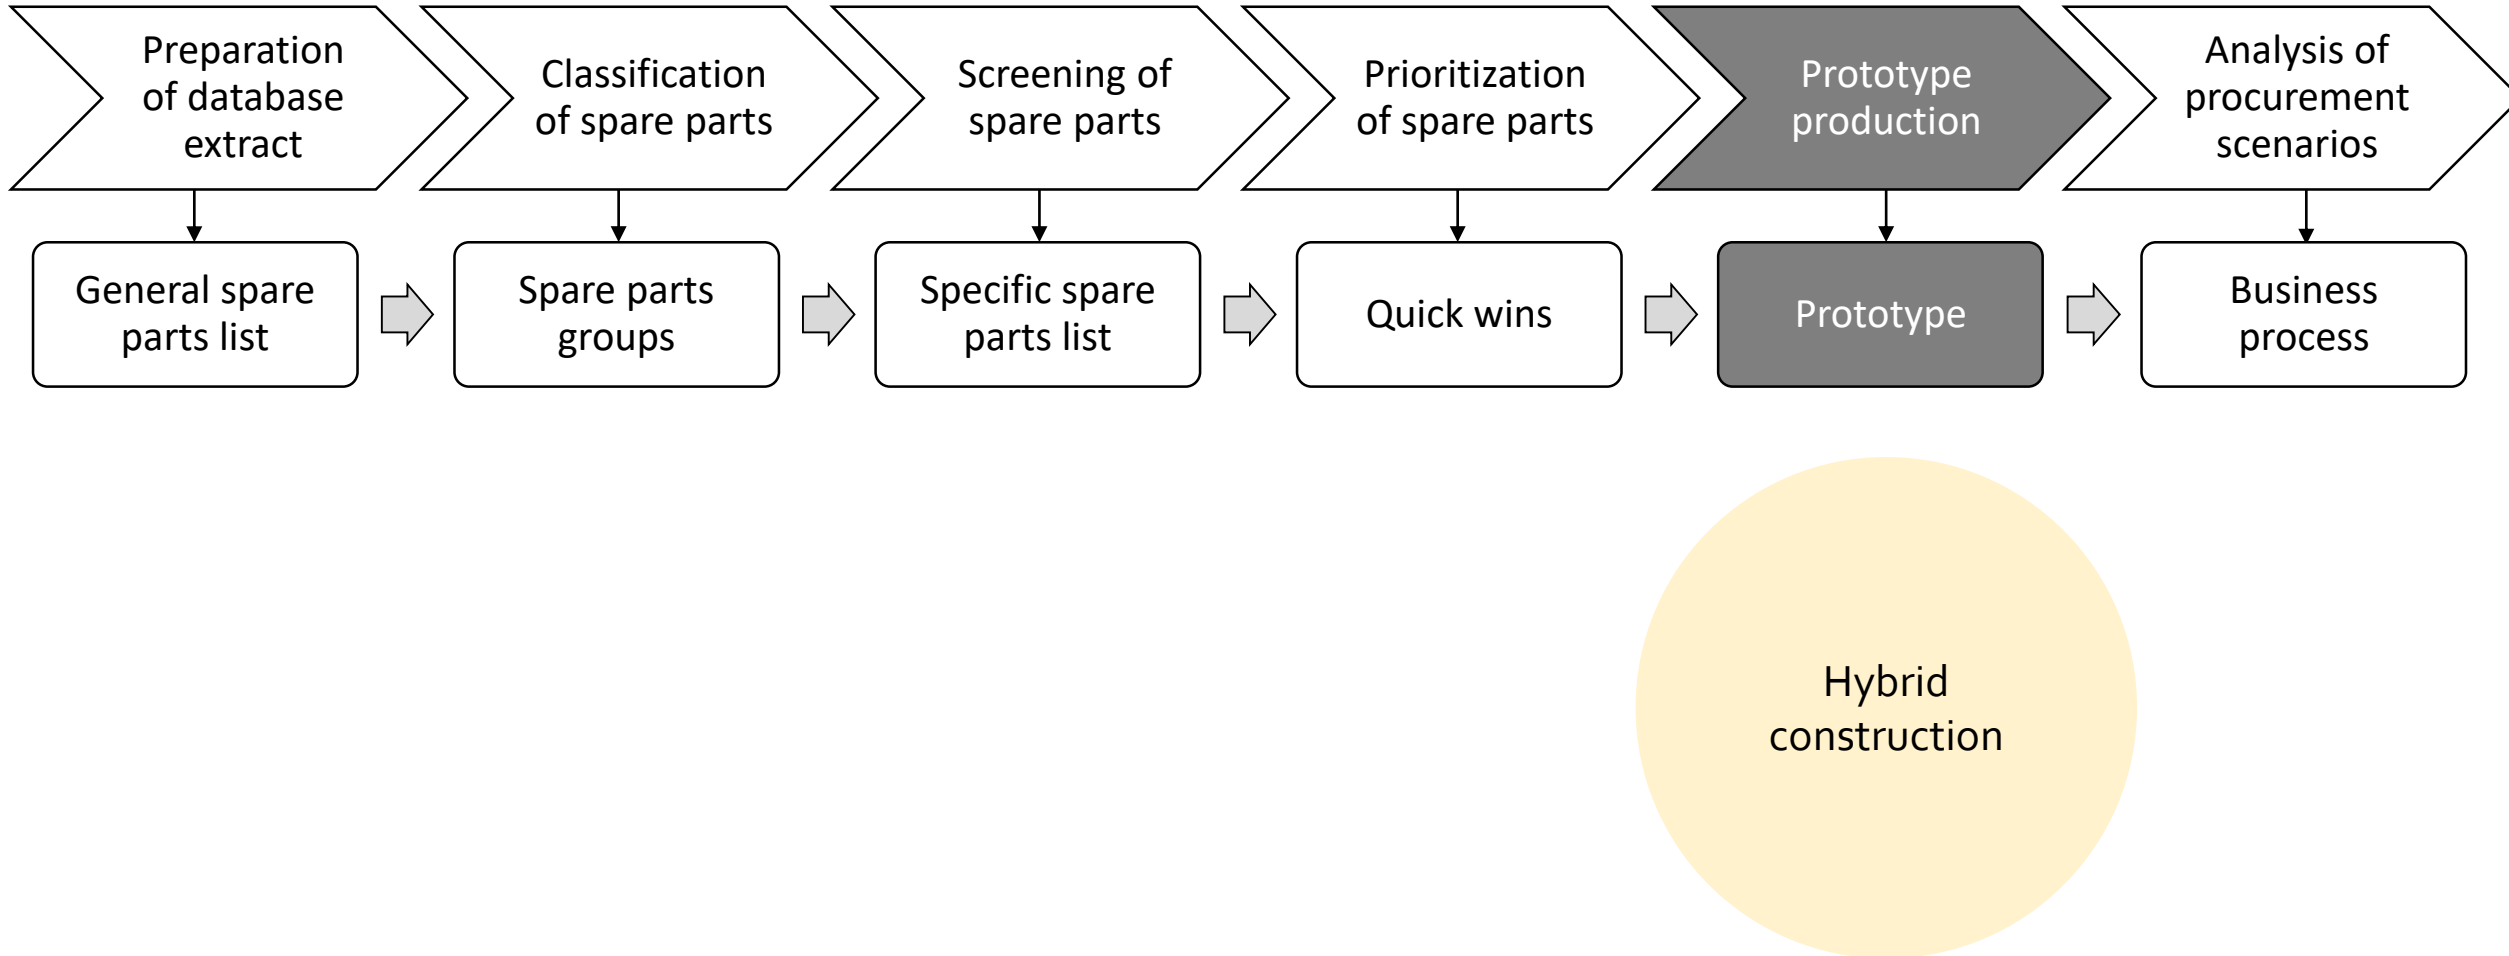 Preparation
of database
extract
Classification
of spare parts
Screening of
spare parts
Prioritization
of spare parts
Prototype
production
Analysis of
procurement
scenarios
General spare
parts list
Spare parts
groups
Specific spare
parts list
Quick wins
Prototype
Business
process
Hybrid
construction